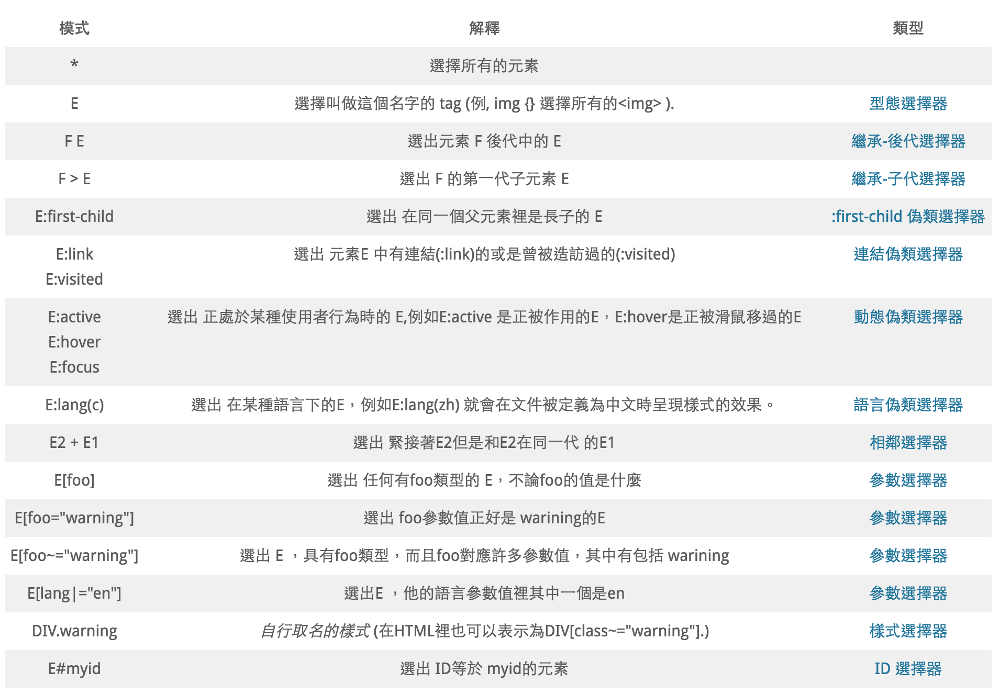 模式 解釋 類型
* 選擇所有的元素
E 選擇叫做這個名字的 tag (例, img {} 選擇所有的<img> ). 型態選擇器
F E 選出元素 F 後代中的 E 繼承-後代選擇器
F > E 選出 F 的第一代子元素 E 繼承-子代選擇器
E:first-child 選出 在同一個父元素裡是長子的 E :first-child 偽類選擇器
E:link 選出 元素E 中有連結(:link)的或是曾被造訪過的(:visited) 連結偽類選擇器
E:visited
E:active 選出 正處於某種使用者行為時的 E,例如E:active 是正被作用的E，E:hover是正被滑鼠移過的E 動態偽類選擇器
E:hover
E:focus
E:lang(c) 選出 在某種語言下的E，例如E:lang(zh) 就會在文件被定義為中文時呈現樣式的效果。 語言偽類選擇器
E2 + E1 選出 緊接著E2但是和E2在同一代 的E1 相鄰選擇器
E[foo] 選出 任何有foo類型的 E，不論foo的值是什麼 參數選擇器
E[foo="warning"] 選出 foo參數值正好是 warining的E 參數選擇器
E[foo~="warning"] 選出 E ，具有foo類型，而且foo對應許多參數值，其中有包括 warining 參數選擇器
E[lang|="en"] 選出E ，他的語言參數值裡其中一個是en 參數選擇器
DIV.warning 自行取名的樣式 (在HTML裡也可以表示為DIV[class~="warning"].) 樣式選擇器
E#myid 選出 ID等於 myid的元素 ID 選擇器